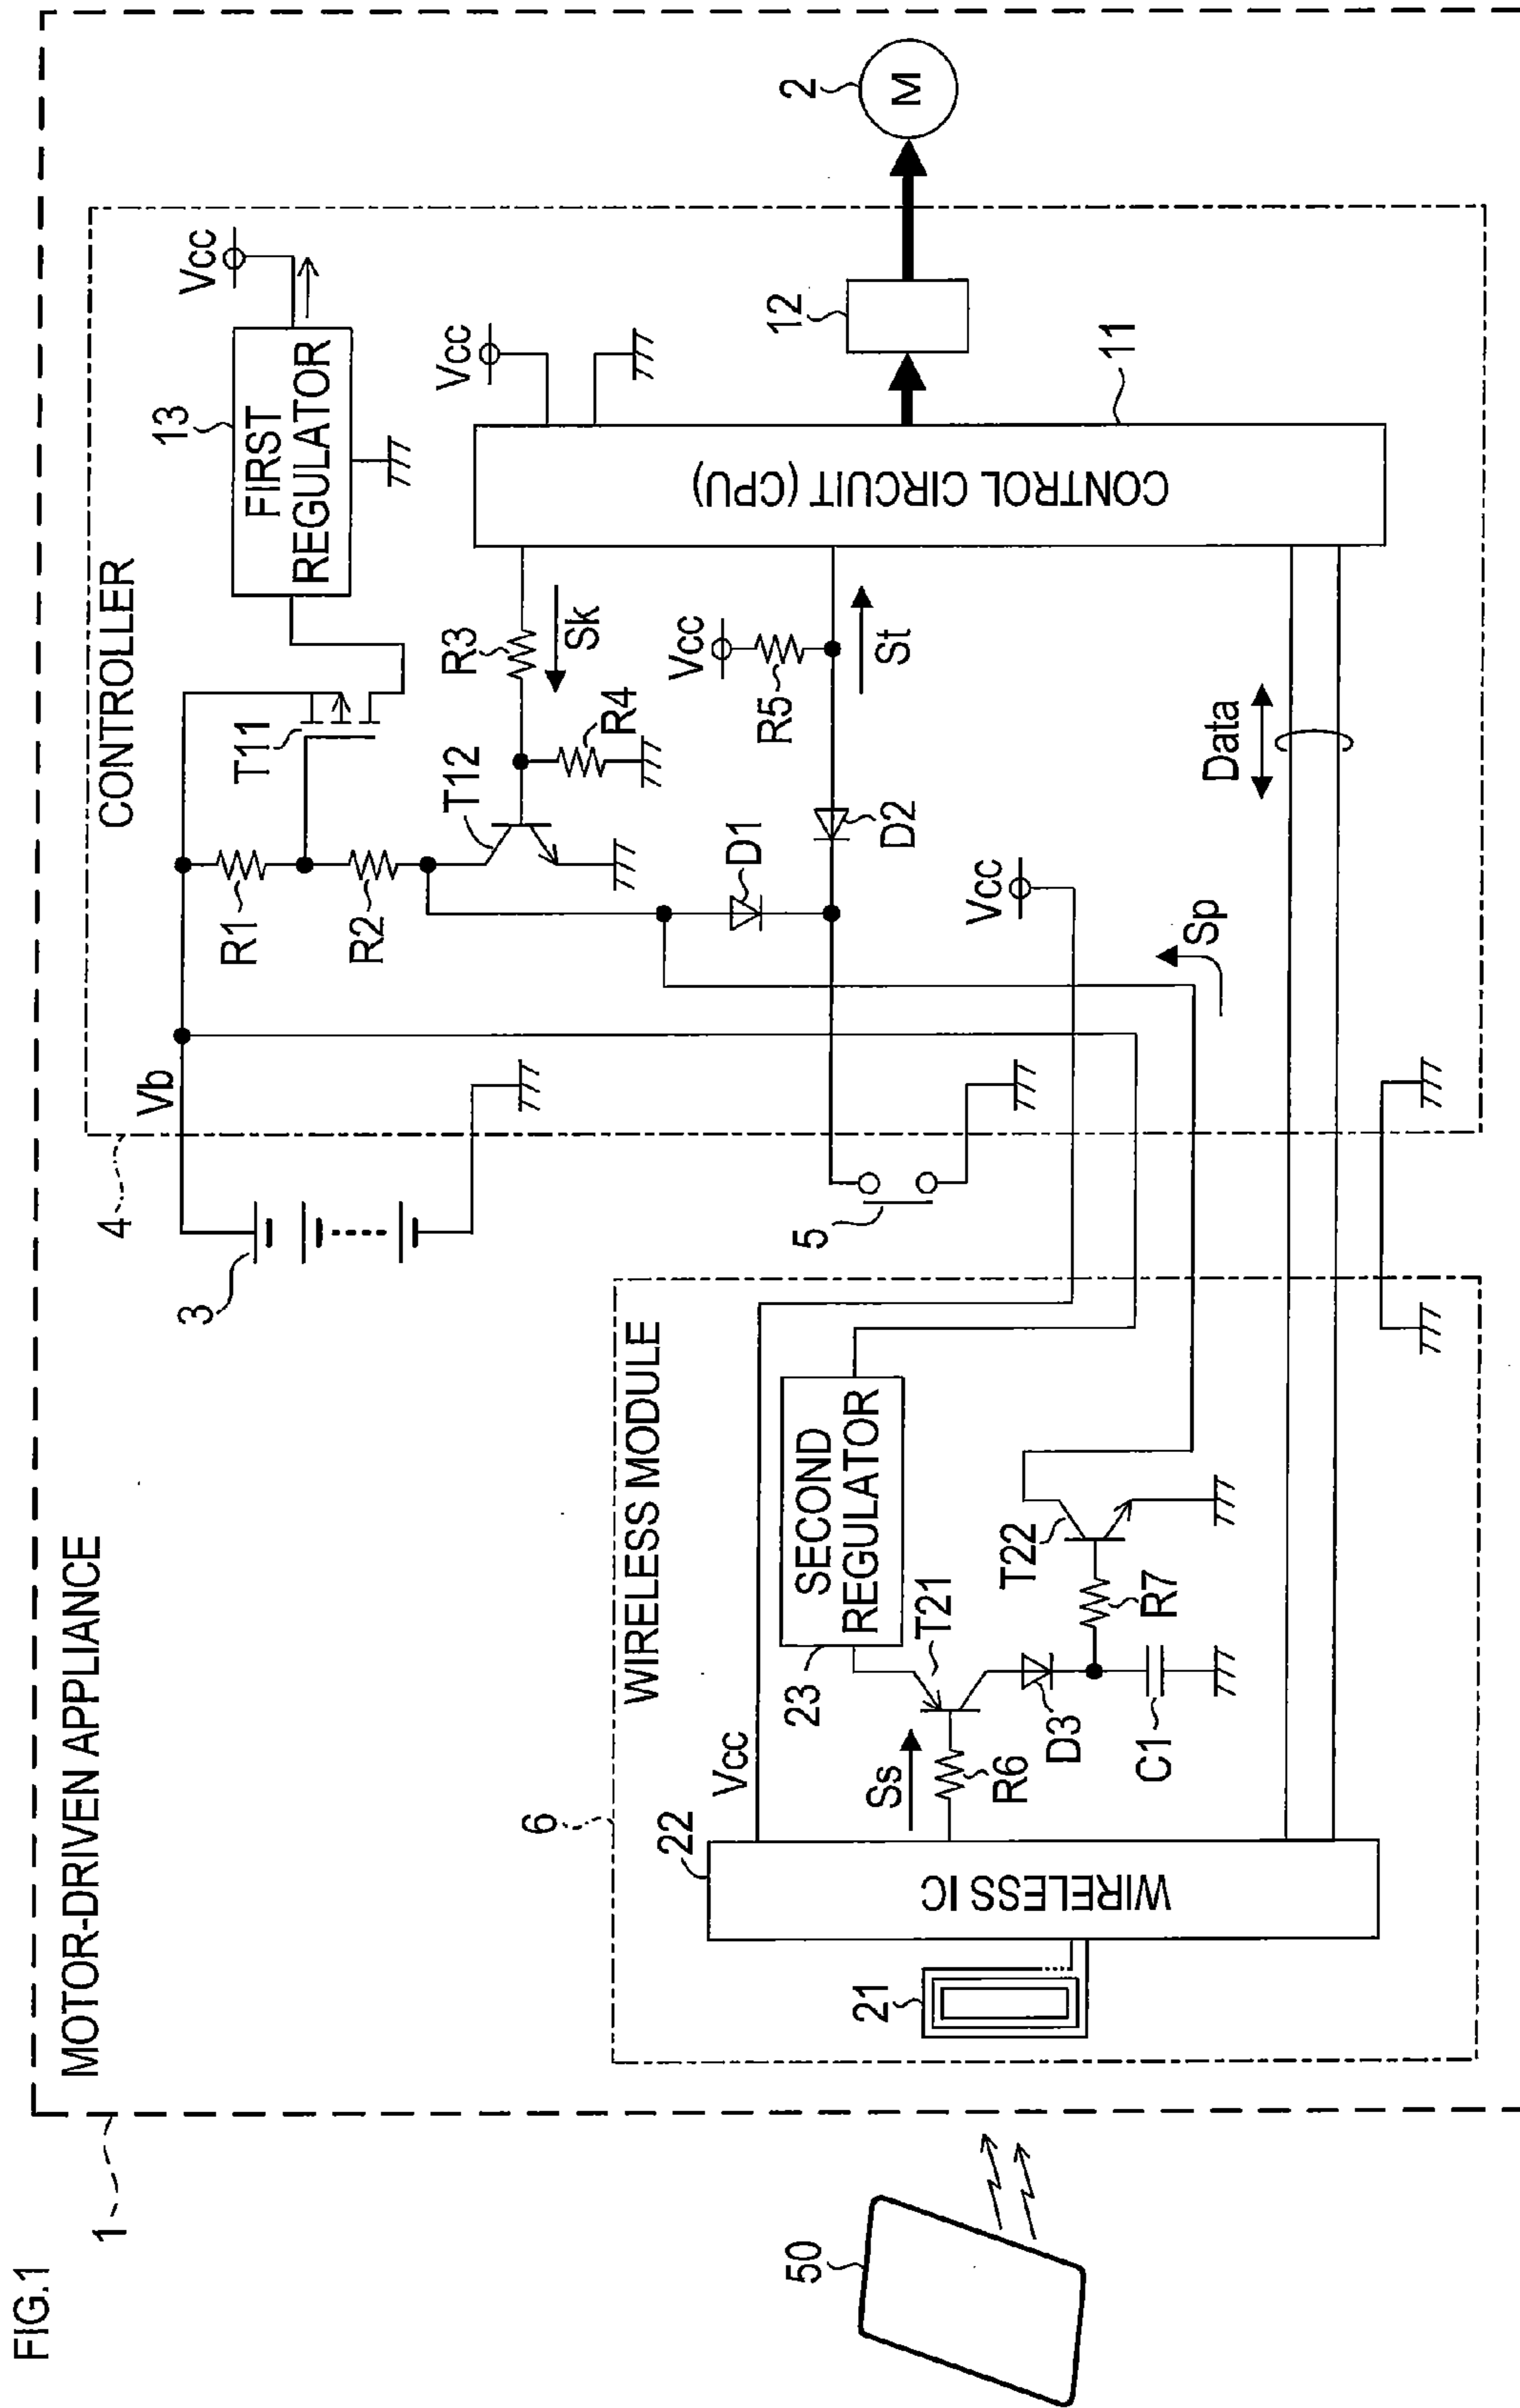 FIG.1
1
MOTOR-DRIVEN APPLIANCE
50
3
4
Vb
CONTROLLER
R1
R2
T11
13
FIRST
REGULATOR
Vcc
T12
R3
Sk
R4
Vcc
D1
D2
Vcc
R5
St
CONTROL CIRCUIT (CPU)
11
12
2
M
5
Vcc
Sp
Data
6
WIRELESS MODULE
22
Vcc
SECOND
REGULATOR
23
T21
Ss
R6
D3
C1
T22
R7
WIRELESS IC
21